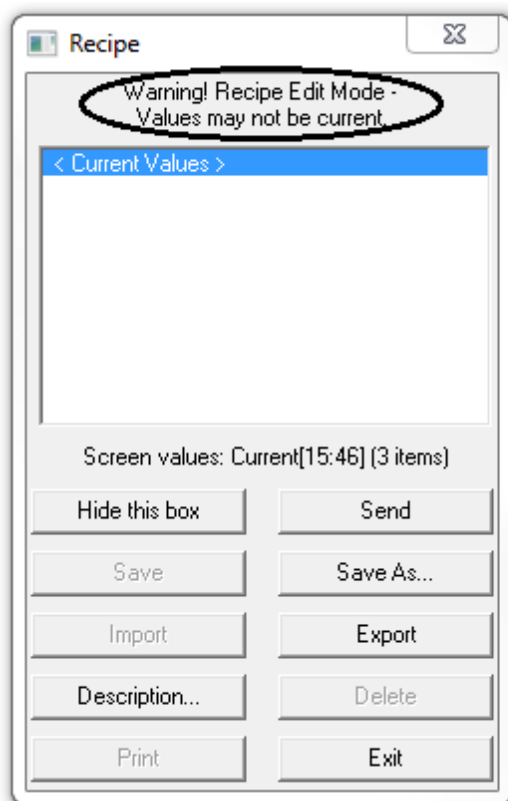 Recipe
Warning! Recipe Edit Mode -
Values may not be current
< Current Values >
Screen values: Current[15:46] (3 items)
Hide this box
Send
Save
Save As...
Import
Export
Description...
Delete
Print
Exit